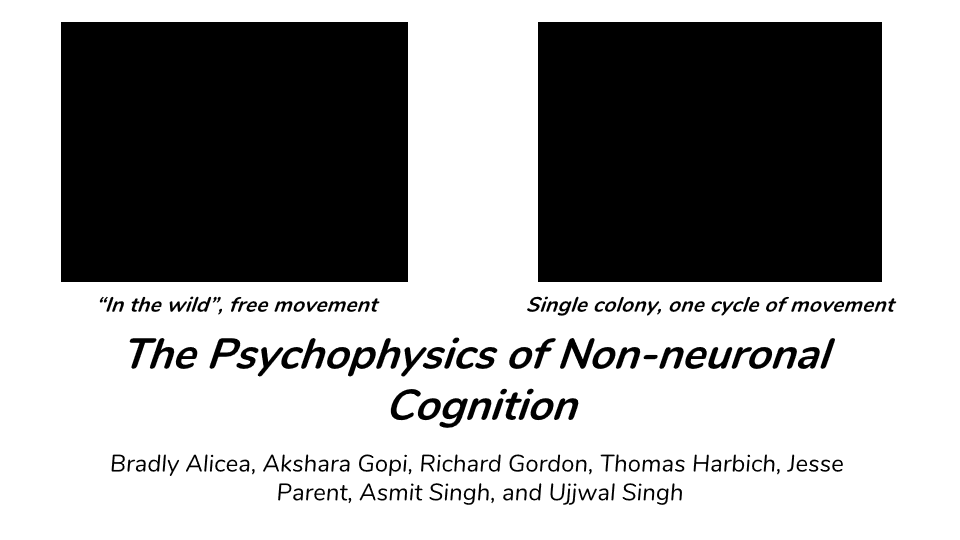 “In the wild”, free movement
Single colony, one cycle of movement
The Psychophysics of Non-neuronal
Cognition
Bradly Alicea, Akshara Gopi, Richard Gordon, Thomas Harbich, Jesse
Parent, Asmit Singh, and Ujjwal Singh